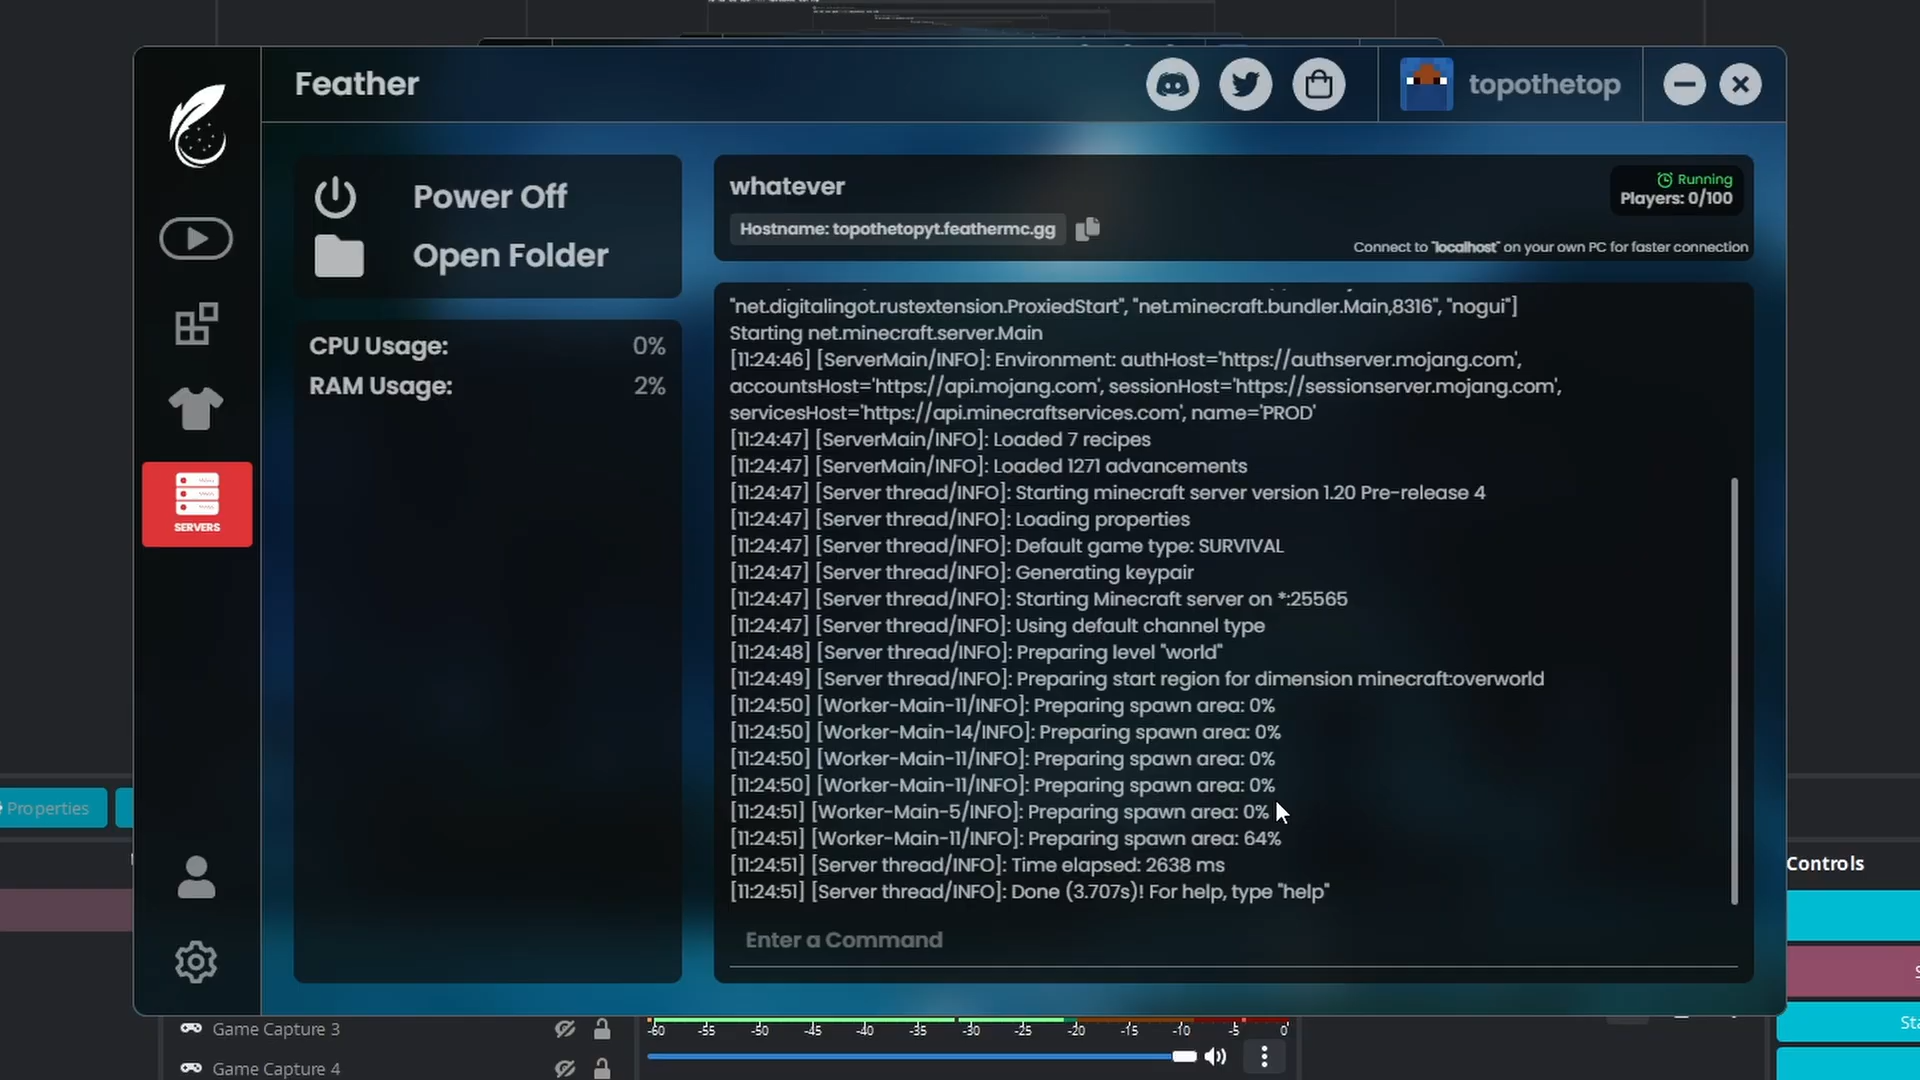 Feather
topothetop
Power Off
Open Folder
CPU Usage: 0%
RAM Usage: 2%
SERVERS
whatever
Hostname: topothetopyt.feathermc.gg
Running
Players: 0/100
Connect to "localhost" on your own PC for faster connection
"net.digitalingot.rustextension.ProxiedStart", "net.minecraft.bundler.Main,8316", "nogui"]
Starting net.minecraft.server.Main
[11:24:46] [ServerMain/INFO]: Environment: authHost='https://authserver.mojang.com',
accountsHost='https://api.mojang.com', sessionHost='https://sessionserver.mojang.com',
servicesHost='https://api.minecraftservices.com', name='PROD'
[11:24:47] [ServerMain/INFO]: Loaded 7 recipes
[11:24:47] [ServerMain/INFO]: Loaded 1271 advancements
[11:24:47] [Server thread/INFO]: Starting minecraft server version 1.20 Pre-release 4
[11:24:47] [Server thread/INFO]: Loading properties
[11:24:47] [Server thread/INFO]: Default game type: SURVIVAL
[11:24:47] [Server thread/INFO]: Generating keypair
[11:24:47] [Server thread/INFO]: Starting Minecraft server on *:25565
[11:24:47] [Server thread/INFO]: Using default channel type
[11:24:48] [Server thread/INFO]: Preparing level "world"
[11:24:49] [Server thread/INFO]: Preparing start region for dimension minecraft:overworld
[11:24:50] [Worker-Main-11/INFO]: Preparing spawn area: 0%
[11:24:50] [Worker-Main-14/INFO]: Preparing spawn area: 0%
[11:24:50] [Worker-Main-11/INFO]: Preparing spawn area: 0%
[11:24:50] [Worker-Main-11/INFO]: Preparing spawn area: 0%
[11:24:51] [Worker-Main-5/INFO]: Preparing spawn area: 0%
[11:24:51] [Worker-Main-11/INFO]: Preparing spawn area: 64%
[11:24:51] [Server thread/INFO]: Time elapsed: 2638 ms
[11:24:51] [Server thread/INFO]: Done (3.707s)! For help, type "help"
Enter a Command
Properties
Controls
Game Capture 3
-60 -55 -50 -45 -40 -35 -30 -25 -20 -15 -10 -5 0
Game Capture 4